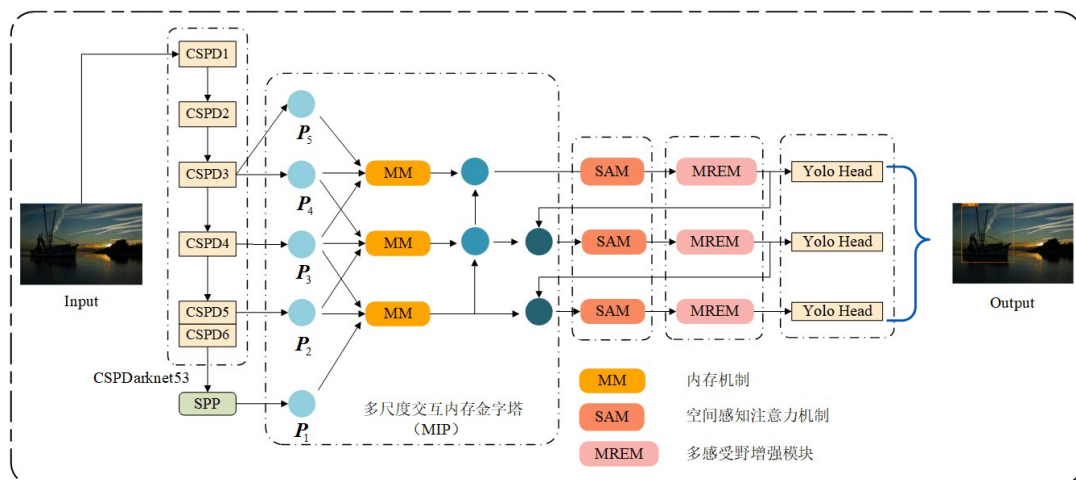 Input
CSPD1
CSPD2
CSPD3
CSPD4
CSPD5
CSPD6
CSPDarknet53
SPP
P5
P4
P3
P2
P1
MM
MM
MM
多尺度交互内存金字塔
（MIP）
SAM
MREM
Yolo Head
SAM
MREM
Yolo Head
SAM
MREM
Yolo Head
Output
MM 内存机制
SAM 空间感知注意力机制
MREM 多感受野增强模块